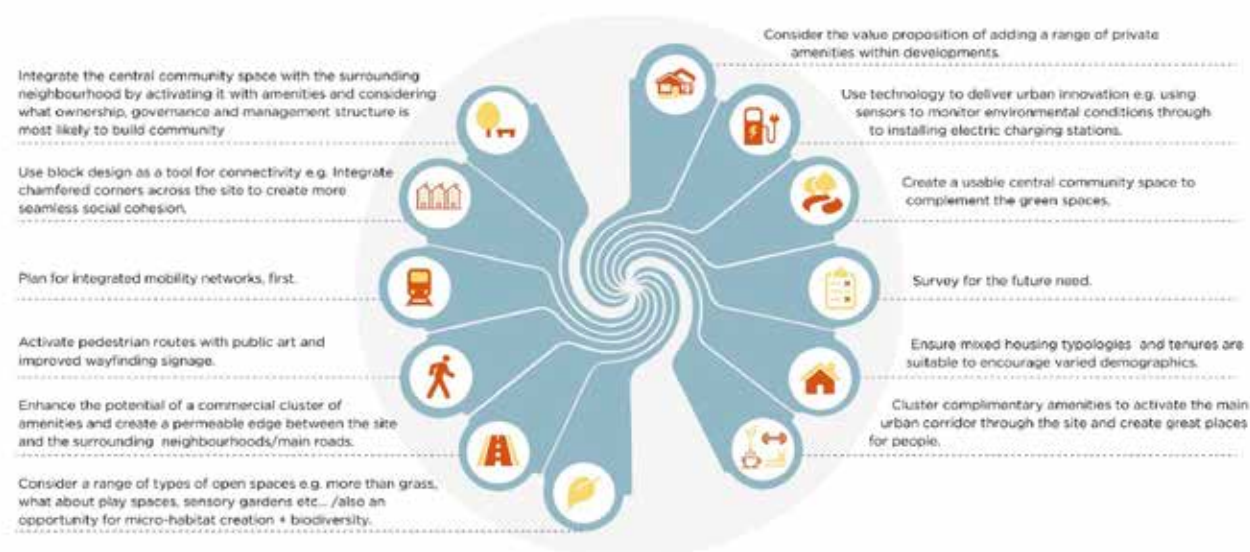 Integrate the central community space with the surrounding
neighbourhood by activating it with amenities and considering
what ownership, governance and management structure is
most likely to build community
Use block design as a tool for connectivity e.g. Integrate
chamfered corners across the site to create more
seamless social cohesion.
Plan for integrated mobility networks, first.
Activate pedestrian routes with public art and
improved wayfinding signage.
Enhance the potential of a commercial cluster of
amenities and create a permeable edge between the site
and the surrounding neighbourhoods/main roads.
Consider a range of types of open spaces e.g. more than grass,
what about play spaces, sensory gardens etc... /also an
opportunity for micro-habitat creation + biodiversity.
Consider the value proposition of adding a range of private
amenities within developments.
Use technology to deliver urban innovation e.g. using
sensors to monitor environmental conditions through
to installing electric charging stations.
Create a usable central community space to
complement the green spaces.
Survey for the future need.
Ensure mixed housing typologies and tenures are
suitable to encourage varied demographics.
Cluster complimentary amenities to activate the main
urban corridor through the site and create great places
for people.